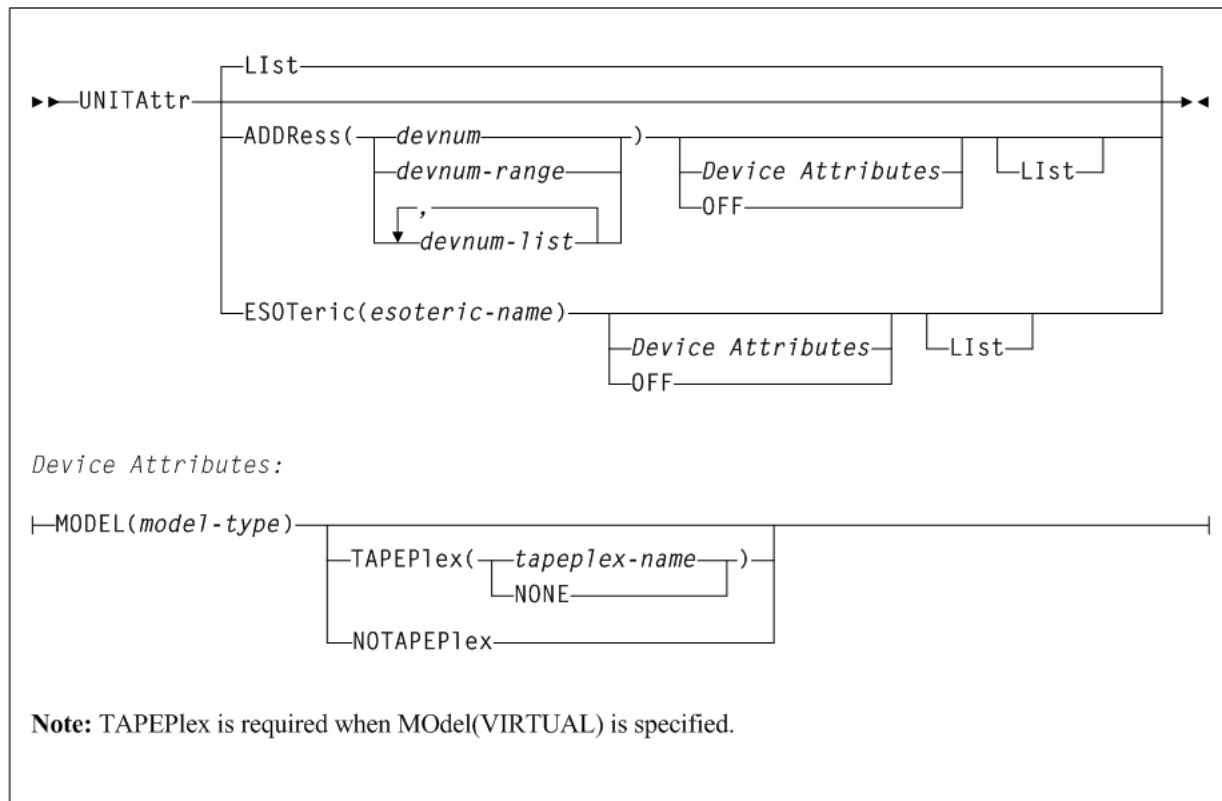 LIst
UNITAttr
ADDRess( devnum )
devnum-range
Device Attributes LIst
OFF
,
devnum-list
ESOTeric(esoteric-name)
Device Attributes LIst
OFF
Device Attributes:
MODEL(model-type)
TAPEPlex( tapeplex-name )
NONE
NOTAPEPlex
Note: TAPEPlex is required when MOdel(VIRTUAL) is specified.